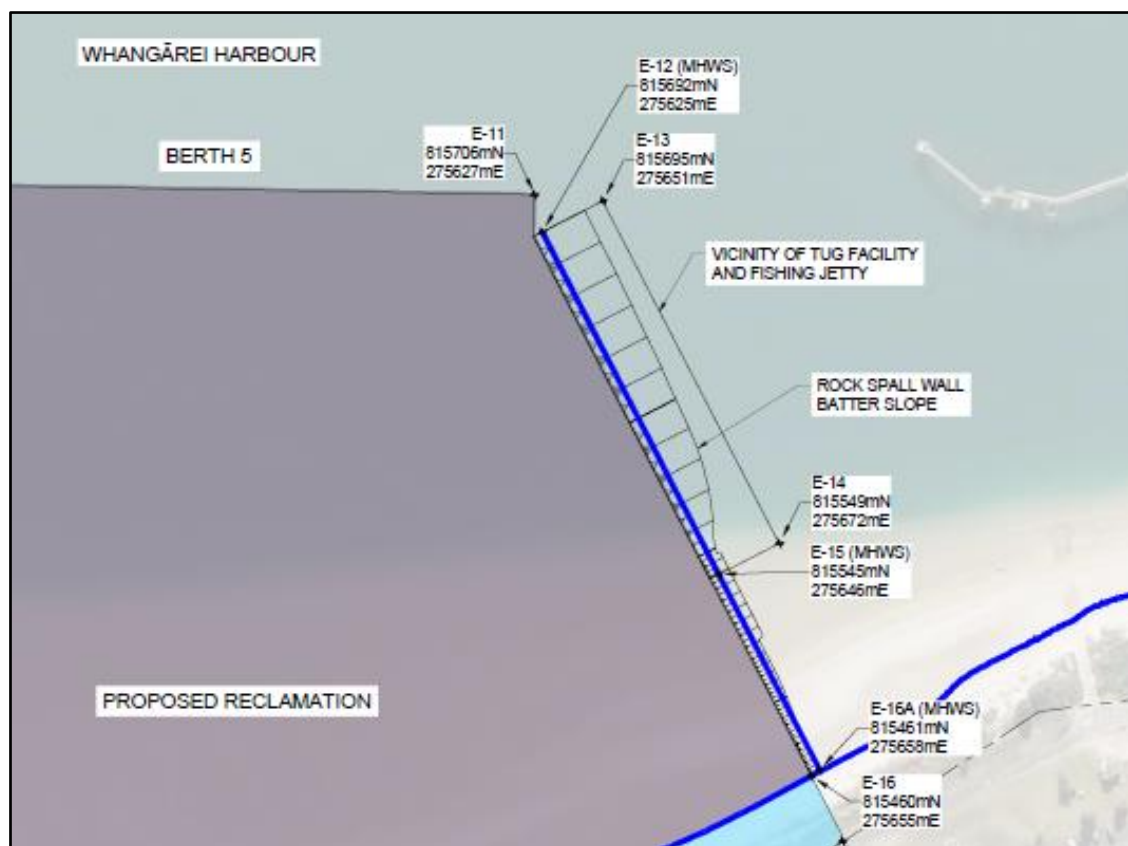 WHANGĀREI HARBOUR
BERTH 5
E-11
815706mN
275627mE
E-12 (MHWS)
815692mN
275625mE
E-13
815695mN
275651mE
VICINITY OF TUG FACILITY
AND FISHING JETTY
ROCK SPALL WALL
BATTER SLOPE
E-14
815549mN
275672mE
E-15 (MHWS)
815545mN
275646mE
PROPOSED RECLAMATION
E-16A (MHWS)
815461mN
275658mE
E-16
815460mN
275655mE